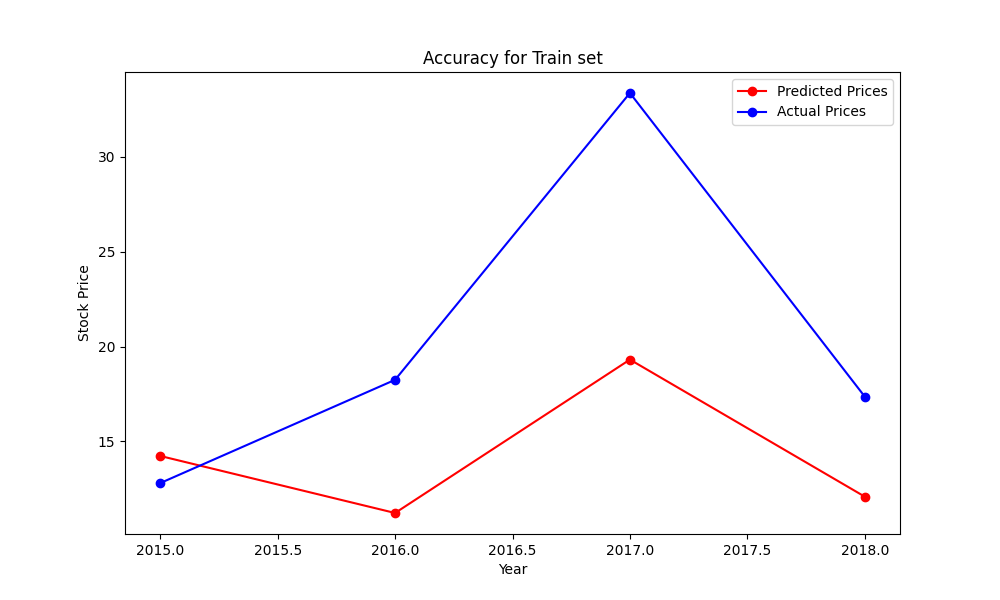 Accuracy for Train set
Predicted Prices
Actual Prices
Stock Price
30
25
20
15
2015.0 2015.5 2016.0 2016.5 2017.0 2017.5 2018.0
Year